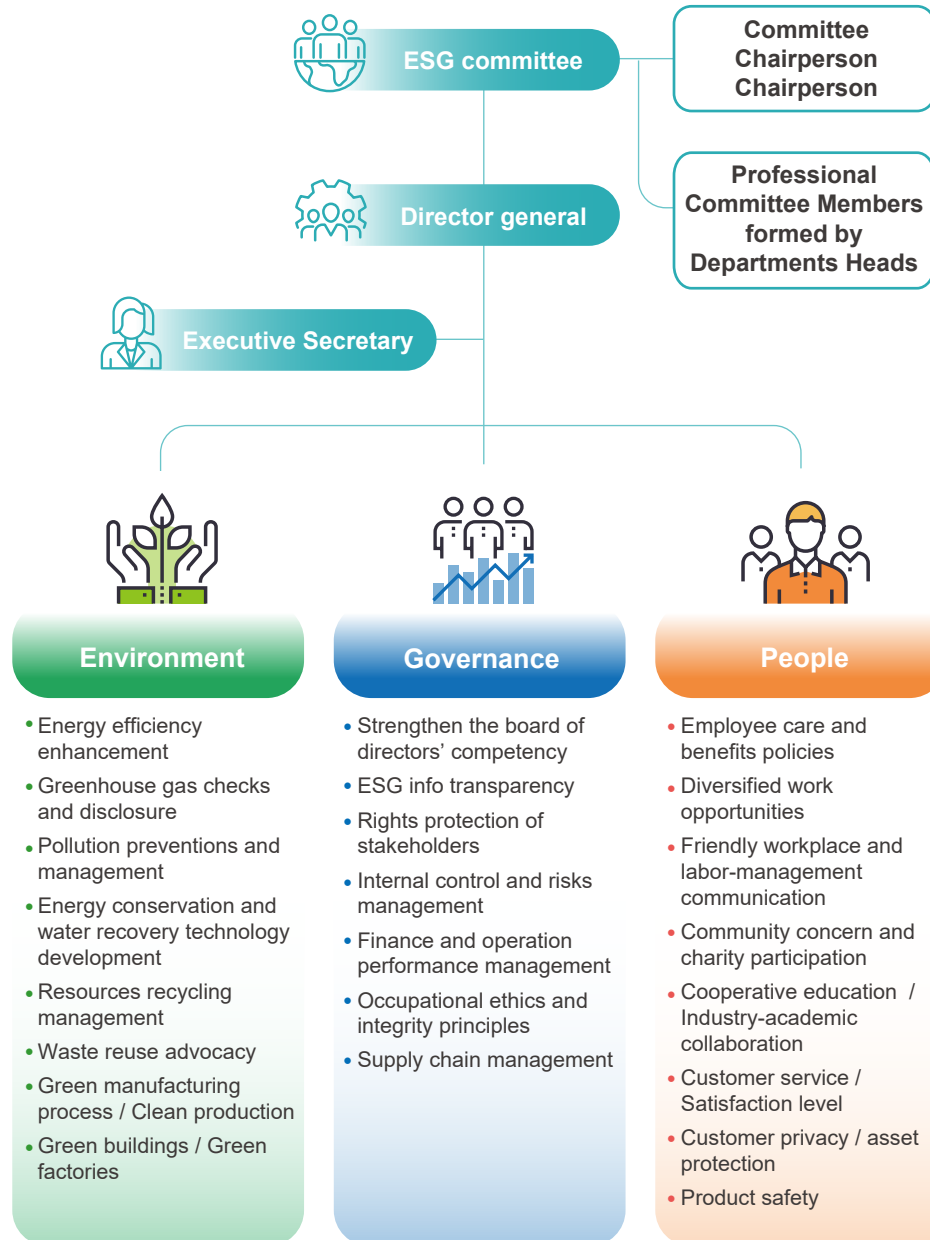 ESG committee
Committee
Chairperson
Chairperson
Professional
Committee Members
formed by
Departments Heads
Director general
Executive Secretary
Environment
• Energy efficiency
enhancement
• Greenhouse gas checks
and disclosure
• Pollution preventions and
management
• Energy conservation and
water recovery technology
development
• Resources recycling
management
• Waste reuse advocacy
• Green manufacturing
process / Clean production
• Green buildings / Green
factories
Governance
• Strengthen the board of
directors’ competency
• ESG info transparency
• Rights protection of
stakeholders
• Internal control and risks
management
• Finance and operation
performance management
• Occupational ethics and
integrity principles
• Supply chain management
People
• Employee care and
benefits policies
• Diversified work
opportunities
• Friendly workplace and
labor-management
communication
• Community concern and
charity participation
• Cooperative education /
Industry-academic
collaboration
• Customer service /
Satisfaction level
• Customer privacy / asset
protection
• Product safety